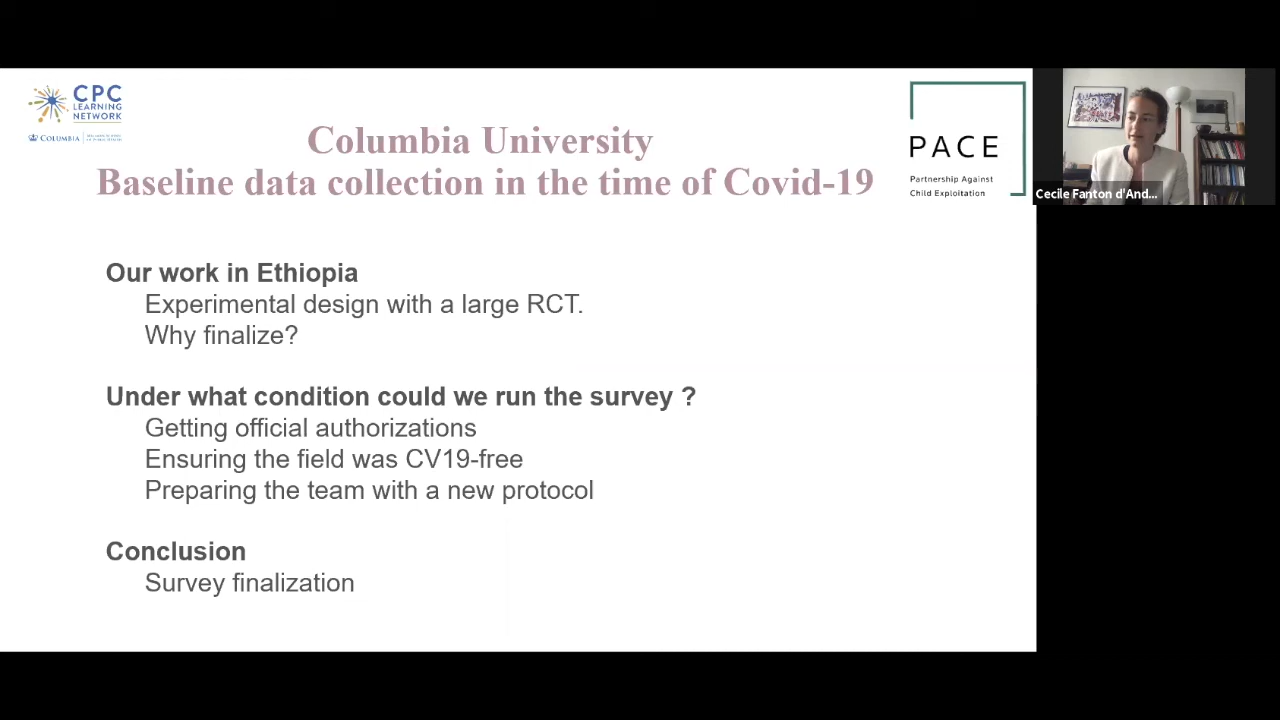 CPC
LEARNING
NETWORK
COLUMBIA
Columbia University
Baseline data collection in the time of Covid-19
PACE
Partnership Against
Child Exploitation
Cecile Fanton d'And...
Our work in Ethiopia
Experimental design with a large RCT.
Why finalize?
Under what condition could we run the survey ?
Getting official authorizations
Ensuring the field was CV19-free
Preparing the team with a new protocol
Conclusion
Survey finalization